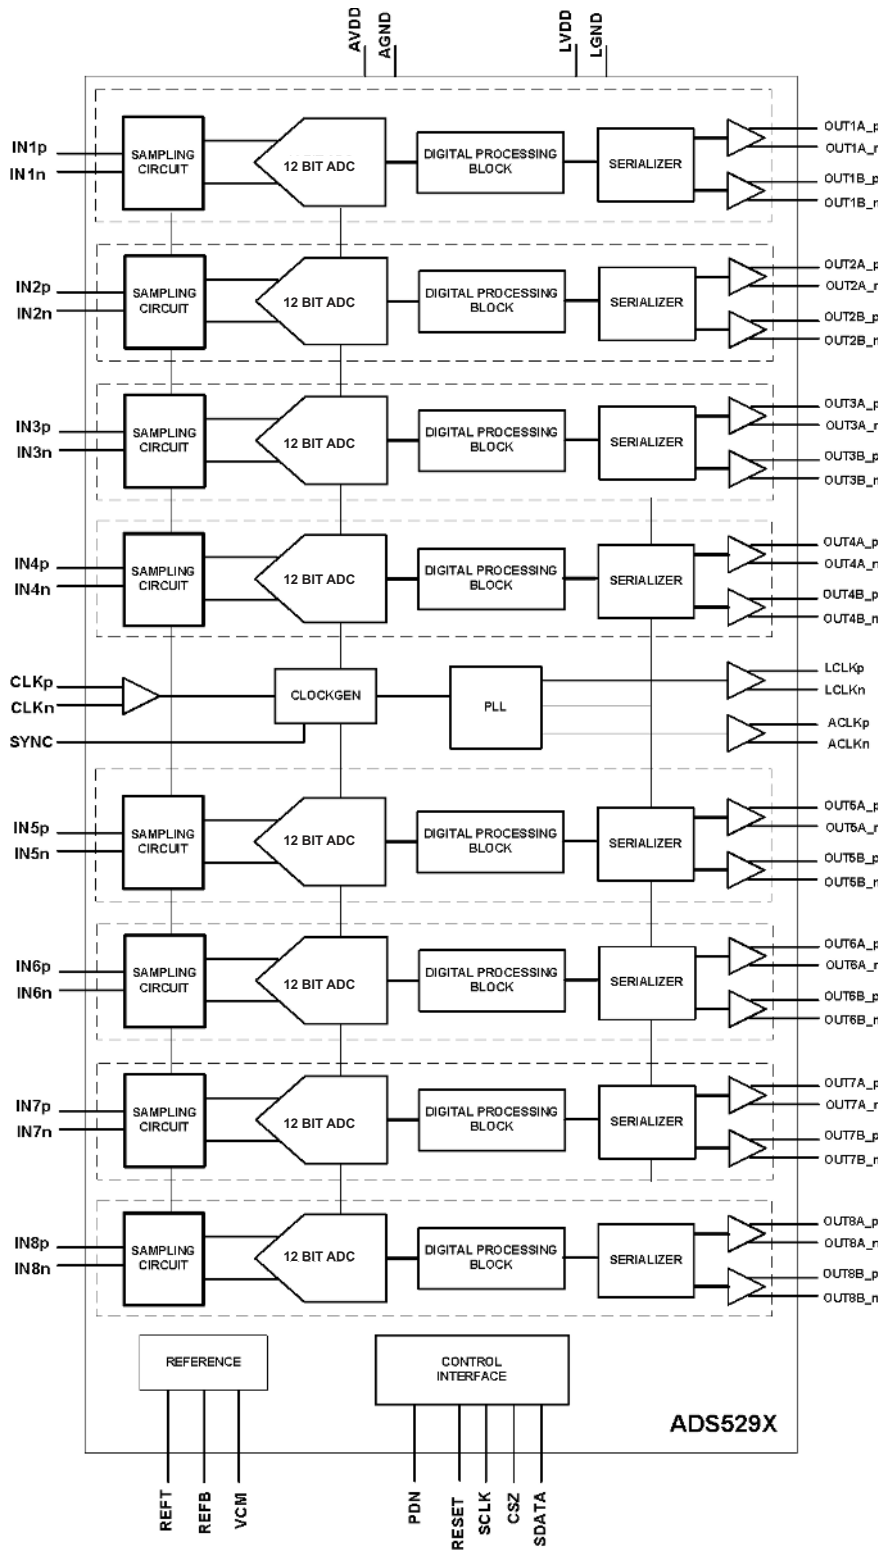 AVDD
AGND
LVDD
LGND
IN1p
IN1n
SAMPLING
CIRCUIT
12 BIT ADC
DIGITAL PROCESSING
BLOCK
SERIALIZER
OUT1A_p
OUT1A_n
OUT1B_p
OUT1B_n
IN2p
IN2n
SAMPLING
CIRCUIT
12 BIT ADC
DIGITAL PROCESSING
BLOCK
SERIALIZER
OUT2A_p
OUT2A_n
OUT2B_p
OUT2B_n
IN3p
IN3n
SAMPLING
CIRCUIT
12 BIT ADC
DIGITAL PROCESSING
BLOCK
SERIALIZER
OUT3A_p
OUT3A_n
OUT3B_p
OUT3B_n
IN4p
IN4n
SAMPLING
CIRCUIT
12 BIT ADC
DIGITAL PROCESSING
BLOCK
SERIALIZER
OUT4A_p
OUT4A_n
OUT4B_p
OUT4B_n
CLKp
CLKn
SYNC
CLOCKGEN
PLL
LCLKp
LCLKn
ACLKp
ACLKn
IN5p
IN5n
SAMPLING
CIRCUIT
12 BIT ADC
DIGITAL PROCESSING
BLOCK
SERIALIZER
OUT5A_p
OUT5A_n
OUT5B_p
OUT5B_n
IN6p
IN6n
SAMPLING
CIRCUIT
12 BIT ADC
DIGITAL PROCESSING
BLOCK
SERIALIZER
OUT6A_p
OUT6A_n
OUT6B_p
OUT6B_n
IN7p
IN7n
SAMPLING
CIRCUIT
12 BIT ADC
DIGITAL PROCESSING
BLOCK
SERIALIZER
OUT7A_p
OUT7A_n
OUT7B_p
OUT7B_n
IN8p
IN8n
SAMPLING
CIRCUIT
12 BIT ADC
DIGITAL PROCESSING
BLOCK
SERIALIZER
OUT8A_p
OUT8A_n
OUT8B_p
OUT8B_n
REFERENCE
CONTROL
INTERFACE
ADS529X
REFT
REFB
VCM
PDN
RESET
SCLK
CSZ
SDATA